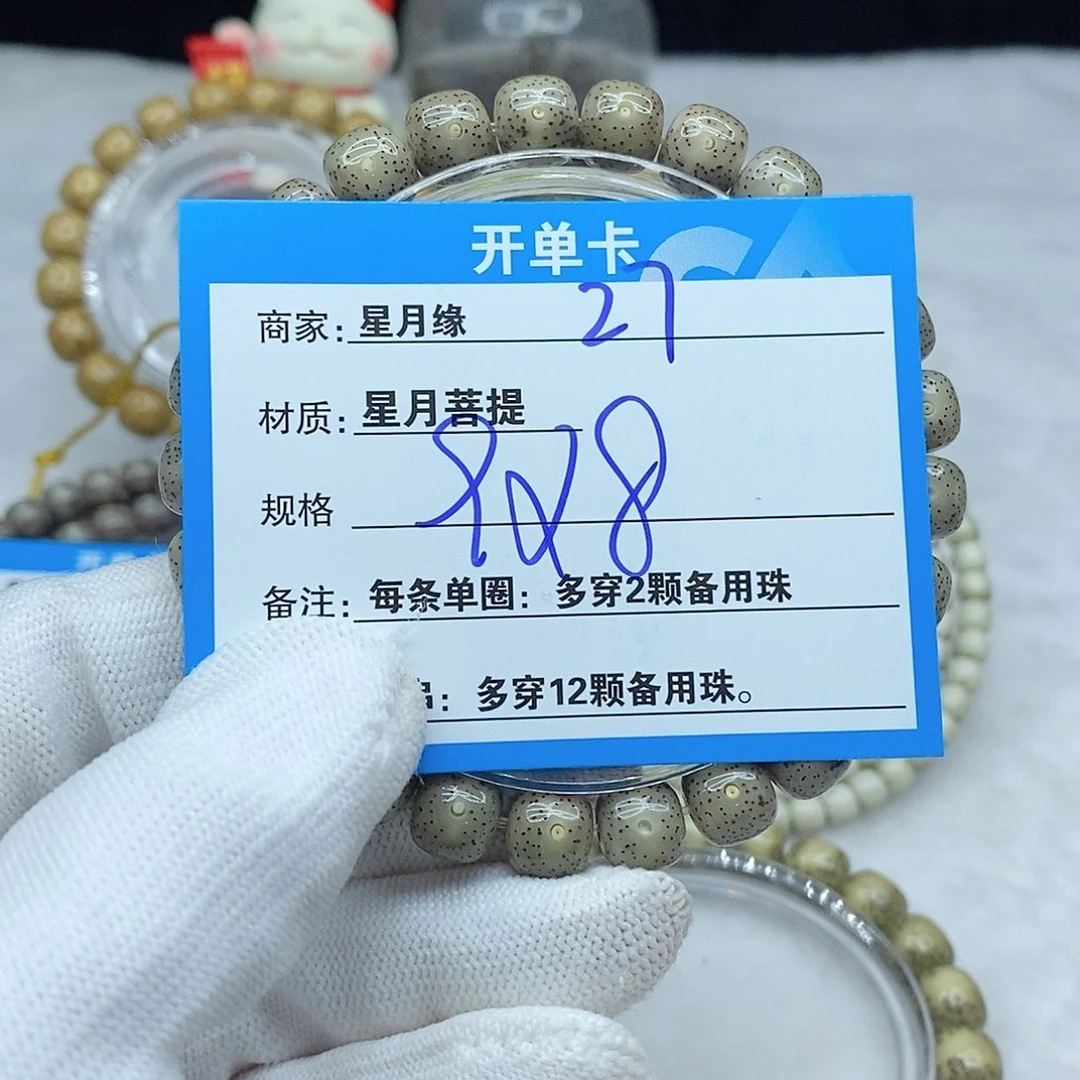 开单卡
商家: 星月缘 27
材质: 星月菩提
规格 9X8
备注: 每条单圈: 多穿2颗备用珠
串: 多穿12颗备用珠。